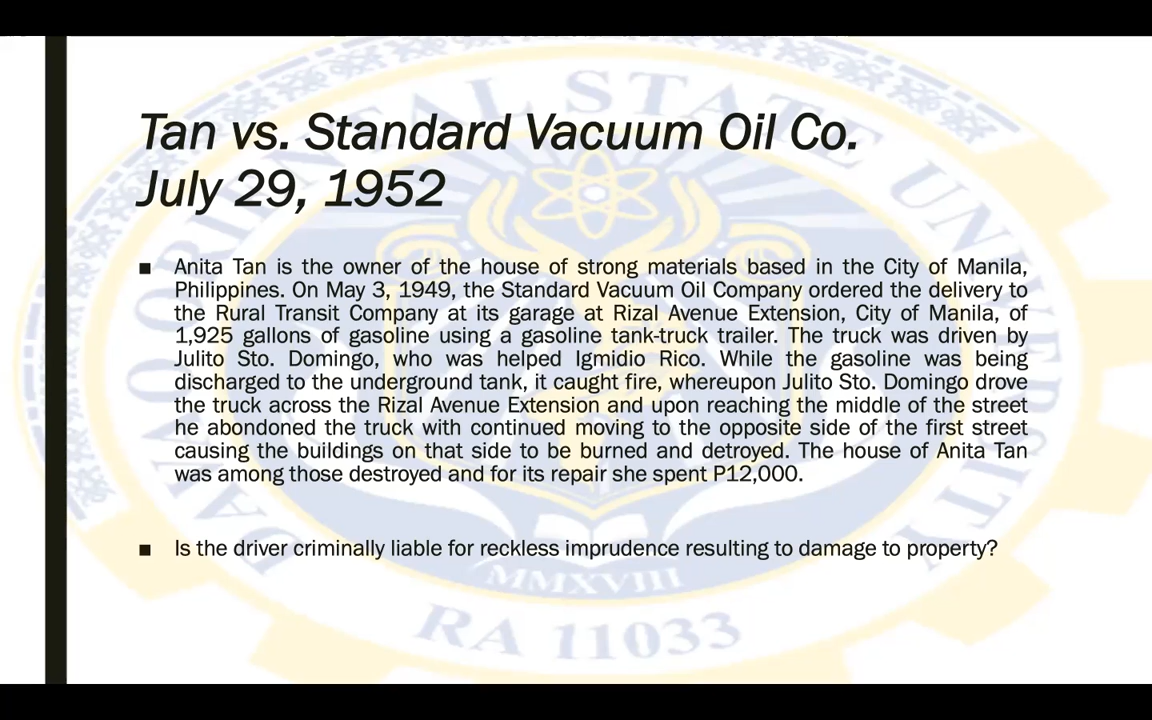 Tan vs. Standard Vacuum Oil Co.
July 29, 1952
■ Anita Tan is the owner of the house of strong materials based in the City of Manila,
Philippines. On May 3, 1949, the Standard Vacuum Oil Company ordered the delivery to
the Rural Transit Company at its garage at Rizal Avenue Extension, City of Manila, of
1,925 gallons of gasoline using a gasoline tank-truck trailer. The truck was driven by
Julito Sto. Domingo, who was helped Igmidio Rico. While the gasoline was being
discharged to the underground tank, it caught fire, whereupon Julito Sto. Domingo drove
the truck across the Rizal Avenue Extension and upon reaching the middle of the street
he abondoned the truck with continued moving to the opposite side of the first street
causing the buildings on that side to be burned and detroyed. The house of Anita Tan
was among those destroyed and for its repair she spent P12,000.
■ Is the driver criminally liable for reckless imprudence resulting to damage to property?
DAVAO ORIENTAL STATE UNIVERSITY
MMXVIII
RA 11033